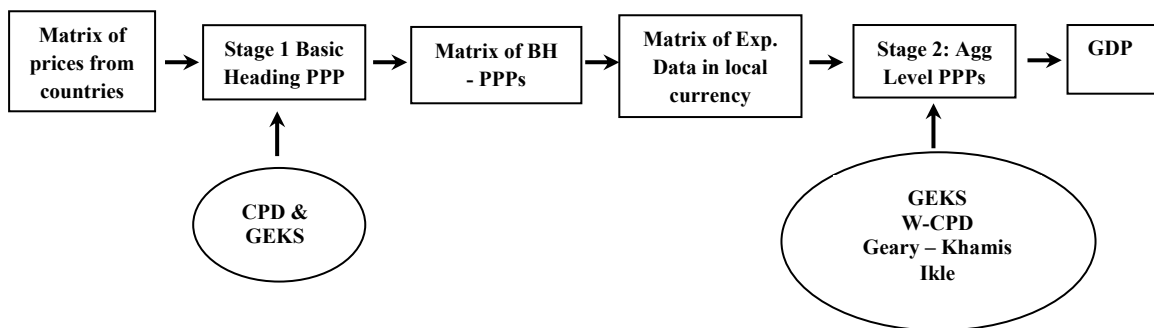 Matrix of
prices from
countries
Stage 1 Basic
Heading PPP
Matrix of BH
- PPPs
Matrix of Exp.
Data in local
currency
Stage 2: Agg
Level PPPs
GDP
CPD &
GEKS
GEKS
W-CPD
Geary – Khamis
Ikle